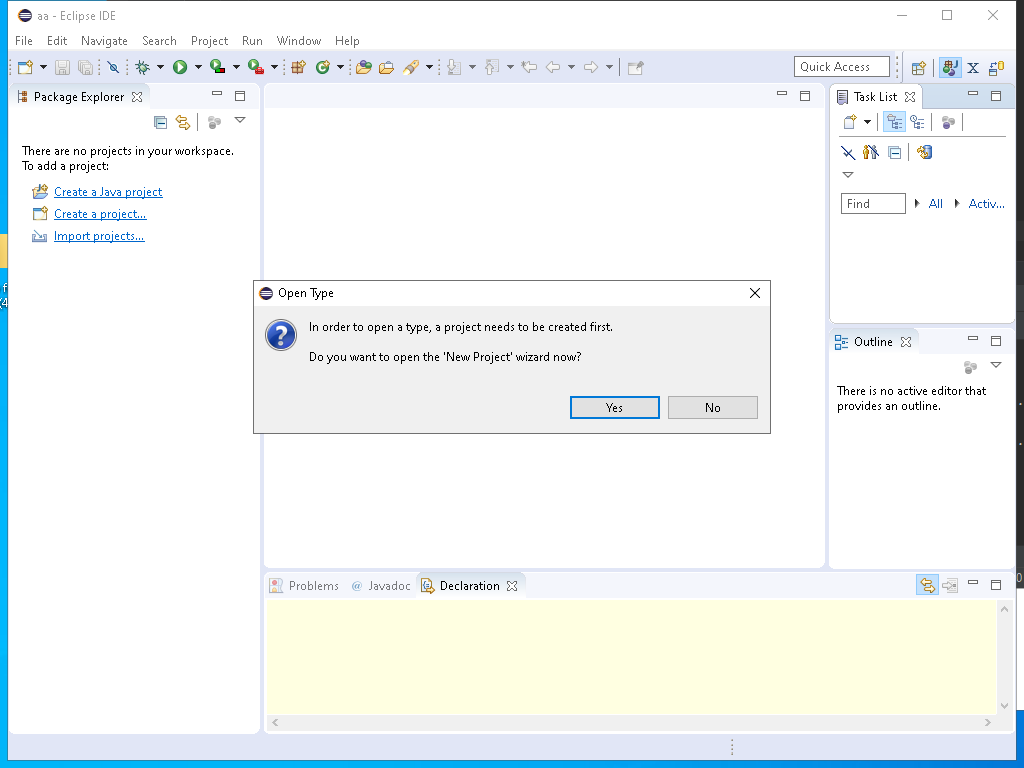 aa - Eclipse IDE
File Edit Navigate Search Project Run Window Help
Quick Access
Package Explorer
There are no projects in your workspace.
To add a project:
Create a Java project
Create a project...
Import projects...
Task List
Find
All
Activ...
Open Type
In order to open a type, a project needs to be created first.
Do you want to open the 'New Project' wizard now?
Yes
No
Outline
There is no active editor that
provides an outline.
Problems
@ Javadoc
Declaration